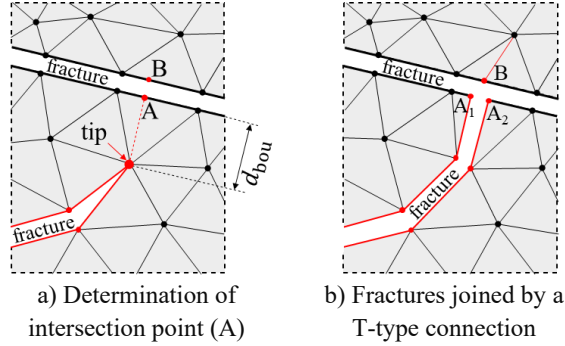 fracture
B
A
tip
d_bou
fracture
a) Determination of
intersection point (A)
fracture
B
A₁
A₂
fracture
b) Fractures joined by a
T-type connection